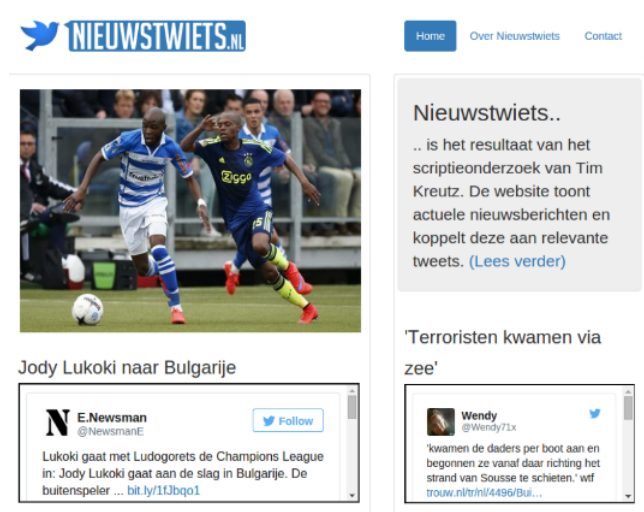 NIEUWSTWIETS.NL
Home
Over Nieuwstwiets
Contact
Ziggo
Jody Lukoki naar Bulgarije
E.Newsman
@NewsmanE
Follow
Lukoki gaat met Ludogorets de Champions League
in: Jody Lukoki gaat aan de slag in Bulgarije. De
buitenspeler ... bit.ly/1fJbqo1
Nieuwstwiets..
.. is het resultaat van het
scriptieonderzoek van Tim
Kreutz. De website toont
actuele nieuwsberichten en
koppelt deze aan relevante
tweets. (Lees verder)
'Terroristen kwamen via
zee'
Wendy
@Wendy71x
'kwamen de daders per boot aan en
begonnen ze vanaf daar richting het
strand van Sousse te schieten.' wtf
trouw.nl/tr/nl/4496/Bui…